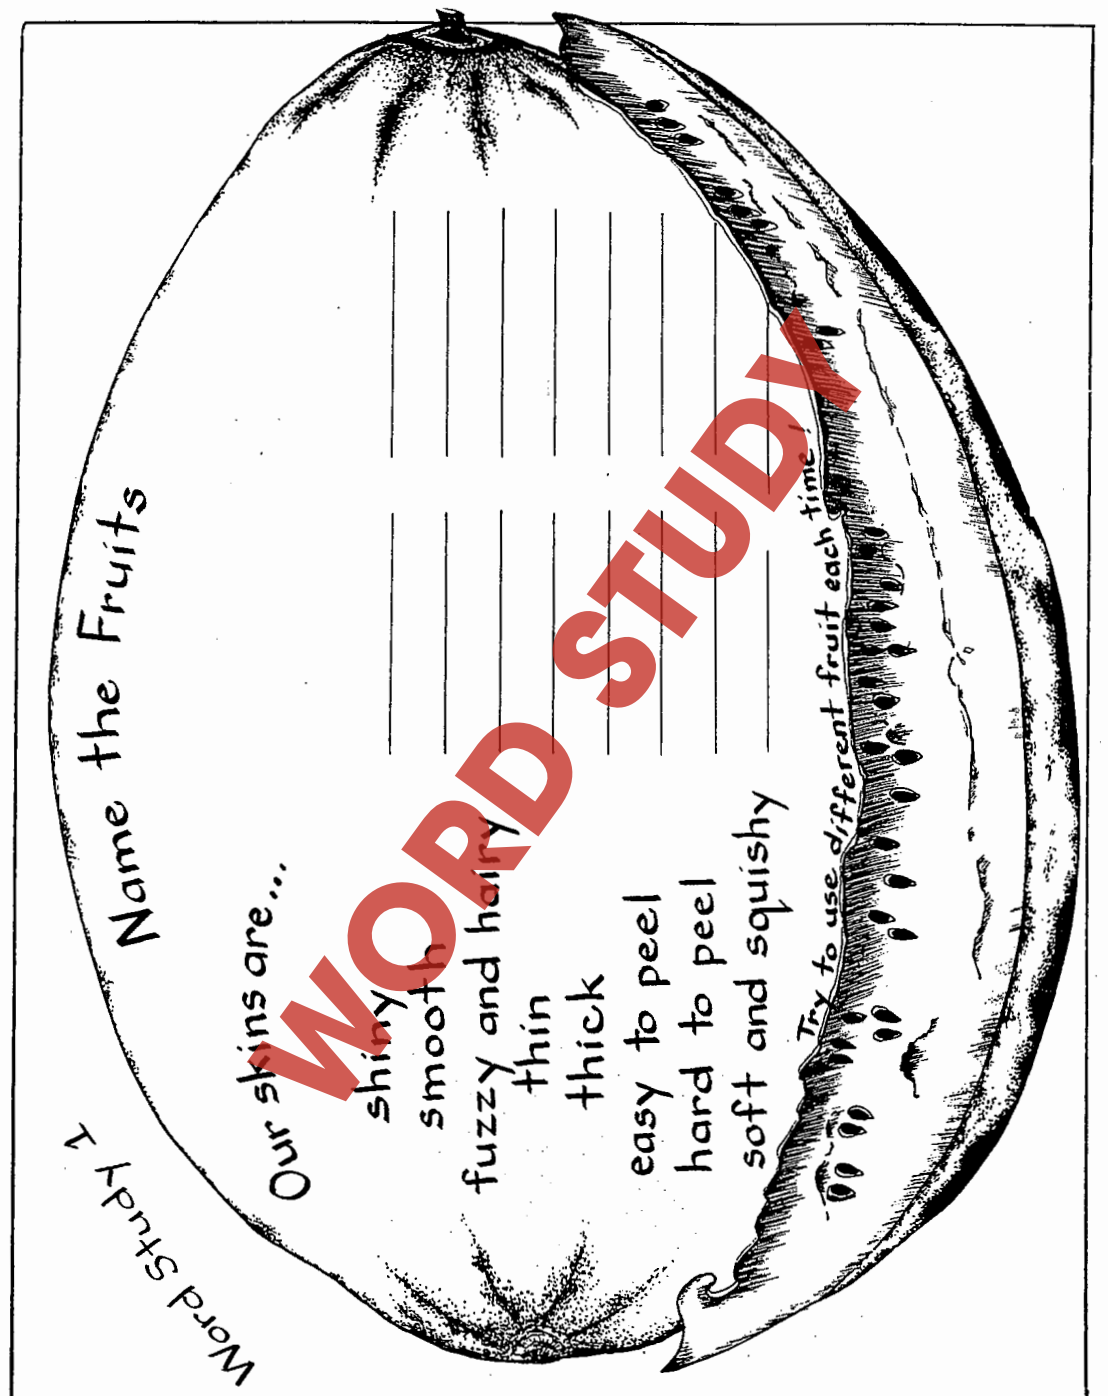 Word Study 1
Name the Fruits
Our skins are...
shiny
smooth
fuzzy and hairy
thin
thick
easy to peel
hard to peel
soft and squishy
Try to use different fruit each time!
WORD STUDY